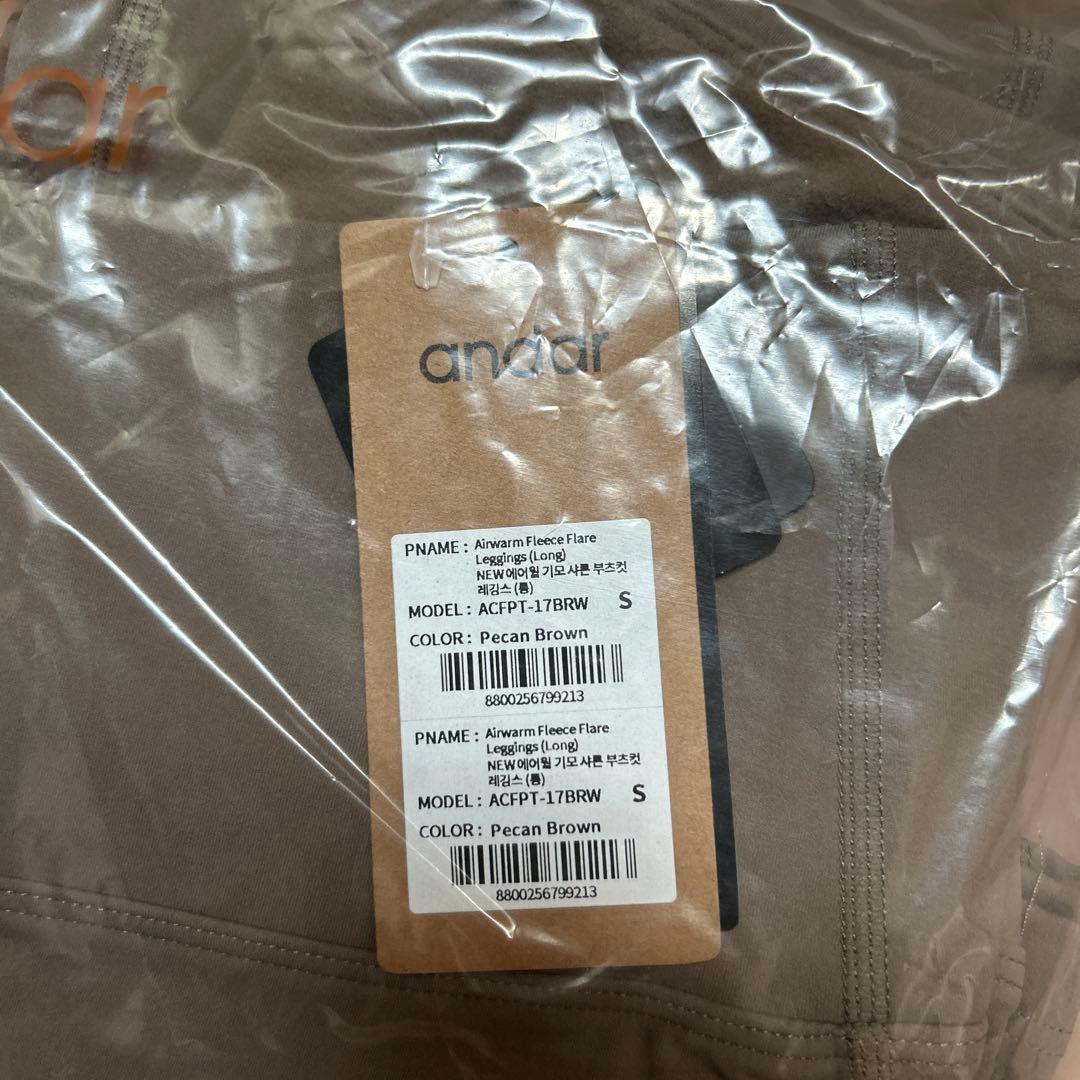 ar
andar
PNAME : Airwarm Fleece Flare
Leggings (Long)
NEW 에어웜 기모 샤론 부츠컷
레깅스 (롱)
MODEL : ACFPT-17BRW S
COLOR : Pecan Brown
8800256799213
PNAME : Airwarm Fleece Flare
Leggings (Long)
NEW 에어웜 기모 샤론 부츠컷
레깅스 (롱)
MODEL : ACFPT-17BRW S
COLOR : Pecan Brown
8800256799213